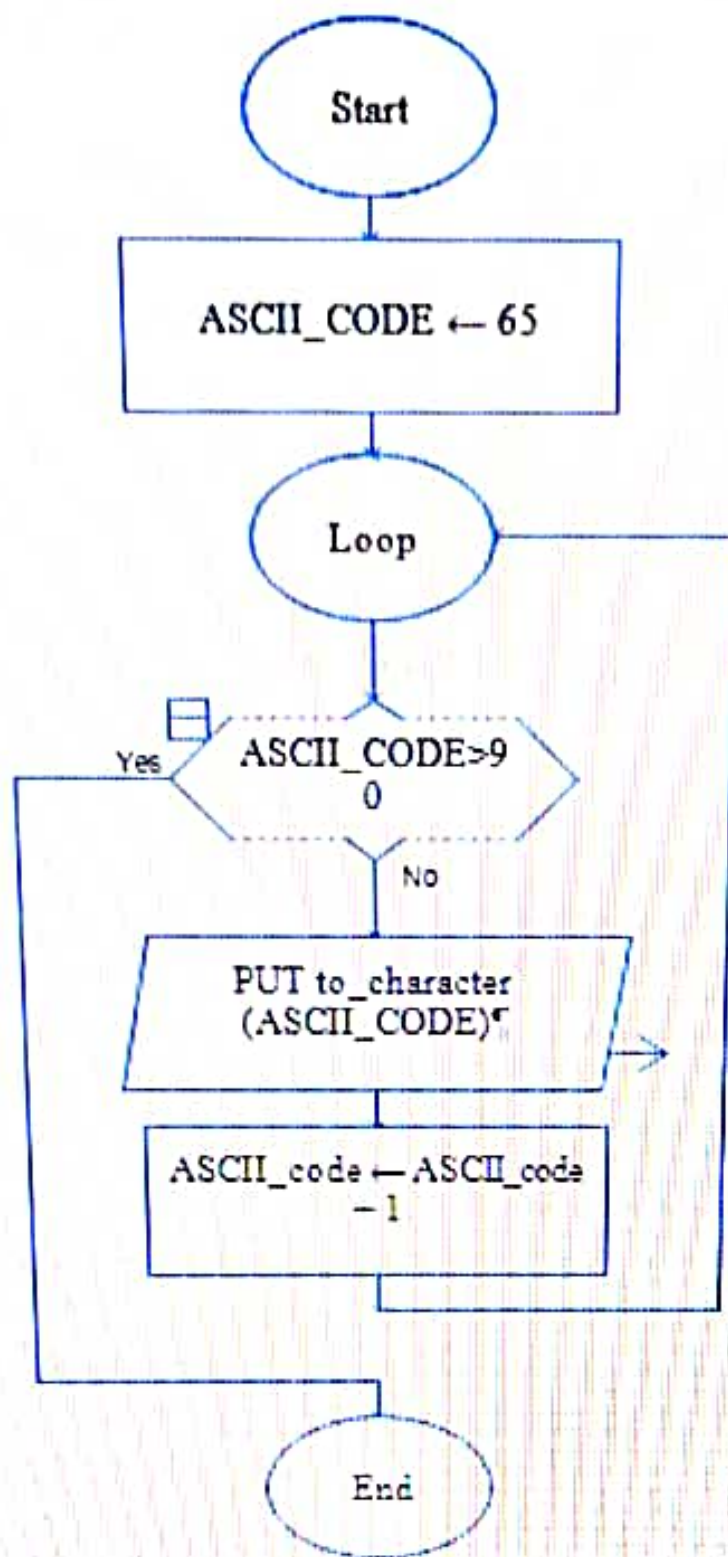 Start
ASCII_CODE ← 65
Loop
ASCII_CODE>9
0
Yes
No
PUT to_character
(ASCII_CODE)¶
ASCII_code ← ASCII_code
– 1
End